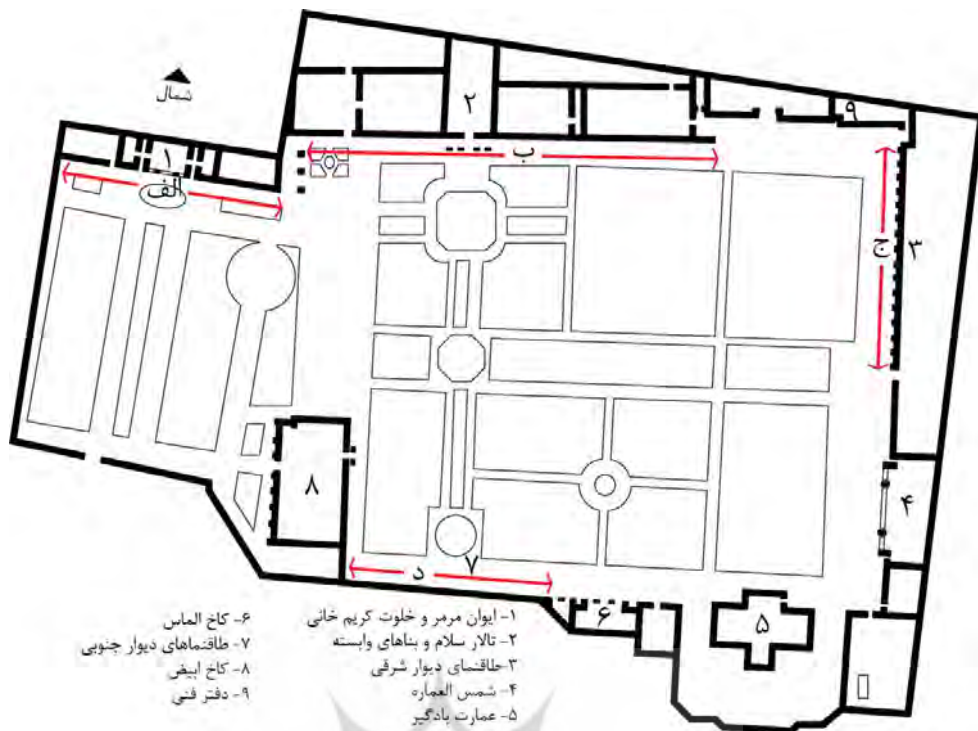 شمال
۱
۲
۹
الف
ب
ج
۳
۴
۸
د
۷
۶
۵
۱- ایوان مرمر و خلوت کریم خانی
۲- تالار سلام و بناهای وابسته
۳-طاقنمای دیوار شرقی
۴- شمس العماره
۵- عمارت بادگیر
۶- کاخ الماس
۷- طاقنماهای دیوار جنوبی
۸- کاخ ابیض
۹- دفتر فنی